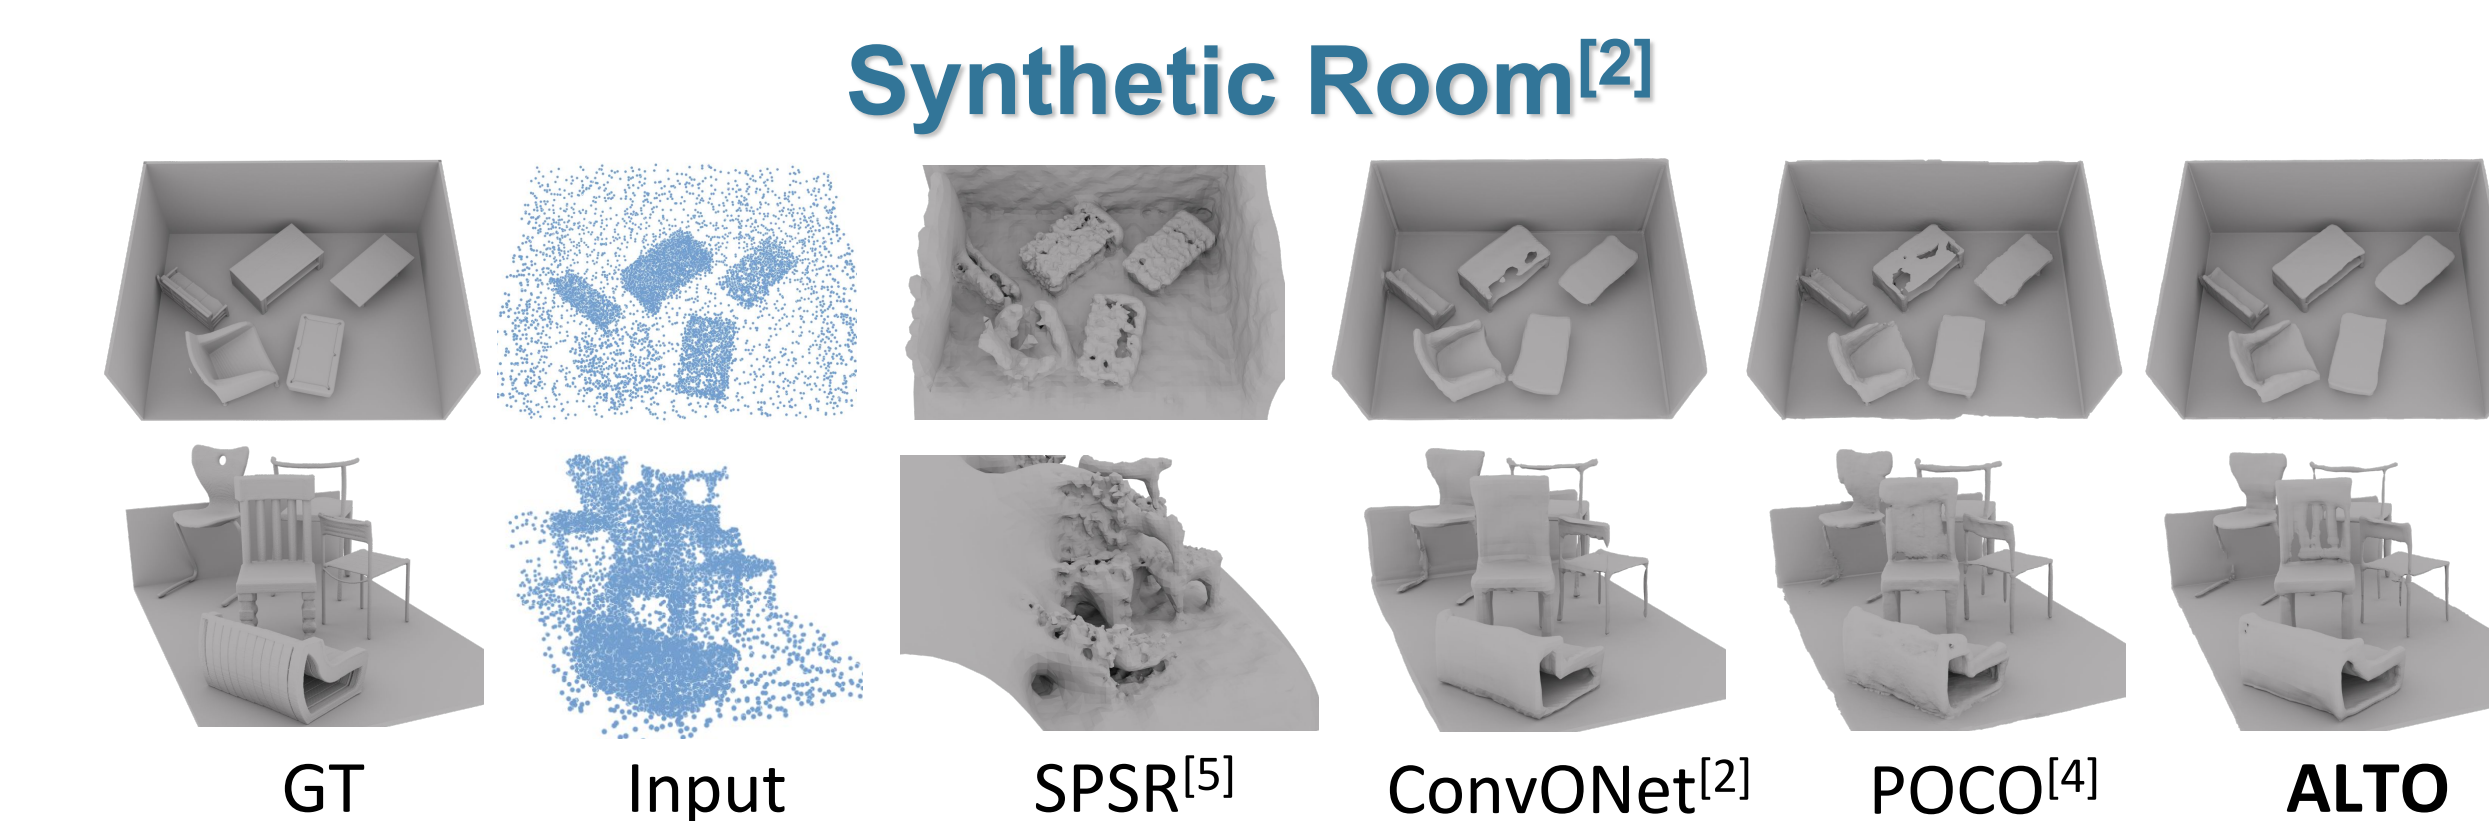 Synthetic Room[2]
GT Input SPSR[5] ConvONet[2] POCO[4] ALTO